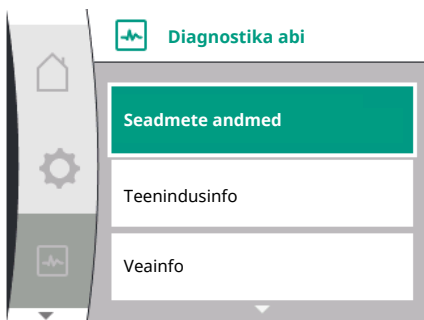 Diagnostika abi
Seadmete andmed
Teenindusinfo
Veainfo